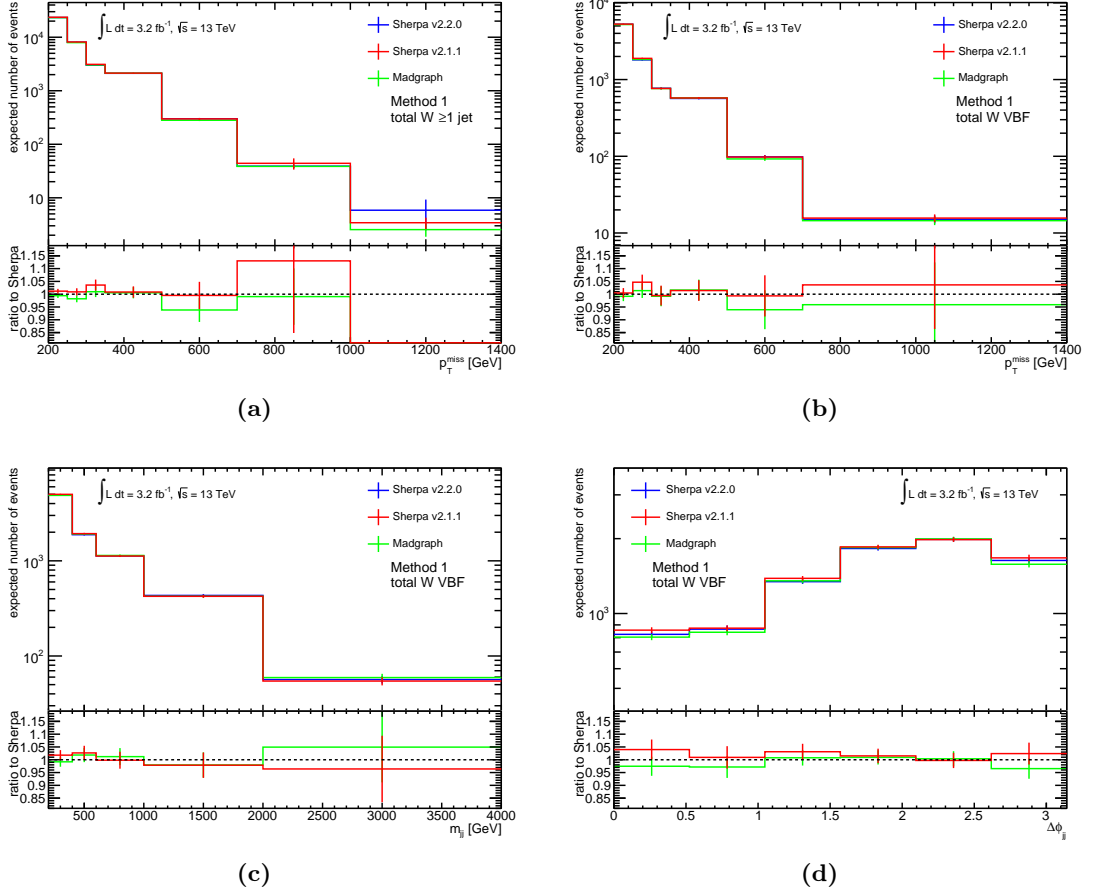 expected number of events
10⁴
10³
10²
10
∫ L dt = 3.2 fb⁻¹, √s = 13 TeV
Sherpa v2.2.0
Sherpa v2.1.1
Madgraph
Method 1
total W ≥1 jet
ratio to Sherpa
1.15
1.1
1.05
1
0.95
0.9
0.85
200 400 600 800 1000 1200 1400
p_T^miss [GeV]
(a)
expected number of events
10⁴
10³
10²
10
∫ L dt = 3.2 fb⁻¹, √s = 13 TeV
Sherpa v2.2.0
Sherpa v2.1.1
Madgraph
Method 1
total W VBF
ratio to Sherpa
1.15
1.1
1.05
1
0.95
0.9
0.85
200 400 600 800 1000 1200 1400
p_T^miss [GeV]
(b)
expected number of events
10³
10²
∫ L dt = 3.2 fb⁻¹, √s = 13 TeV
Sherpa v2.2.0
Sherpa v2.1.1
Madgraph
Method 1
total W VBF
ratio to Sherpa
1.15
1.1
1.05
1
0.95
0.9
0.85
500 1000 1500 2000 2500 3000 3500 4000
m_jj [GeV]
(c)
expected number of events
10³
∫ L dt = 3.2 fb⁻¹, √s = 13 TeV
Sherpa v2.2.0
Sherpa v2.1.1
Madgraph
Method 1
total W VBF
ratio to Sherpa
1.15
1.1
1.05
1
0.95
0.9
0.85
0 0.5 1 1.5 2 2.5 3
Δϕ_jj
(d)